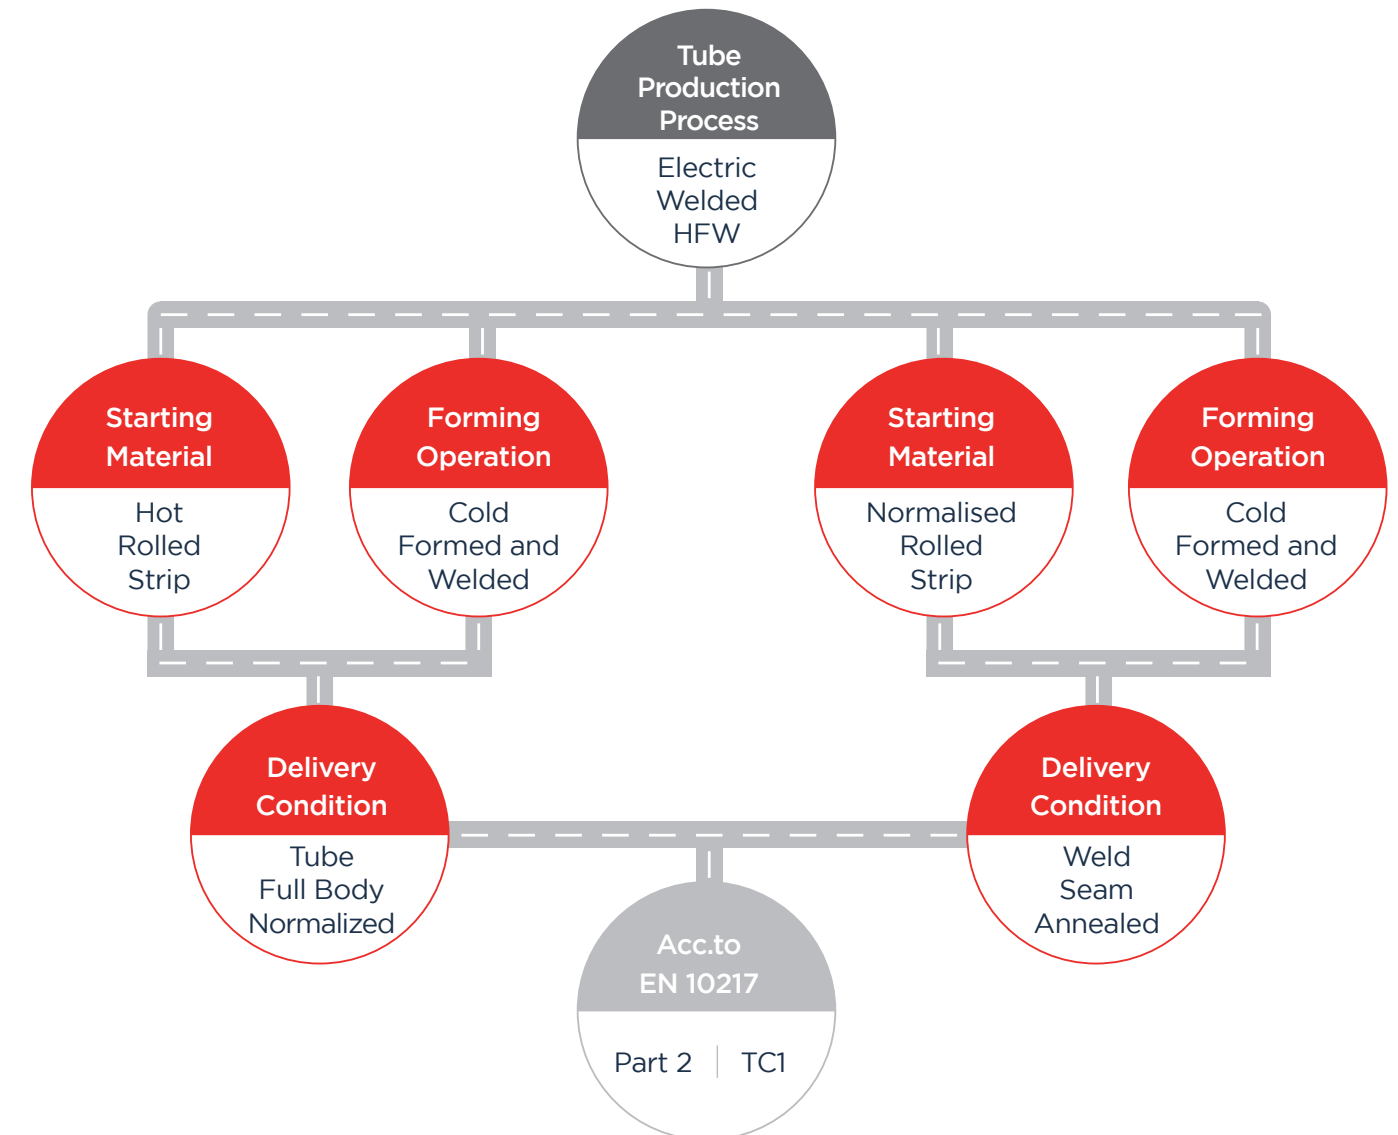 Tube
Production
Process
Electric
Welded
HFW
Starting
Material
Hot
Rolled
Strip
Forming
Operation
Cold
Formed and
Welded
Starting
Material
Normalised
Rolled
Strip
Forming
Operation
Cold
Formed and
Welded
Delivery
Condition
Tube
Full Body
Normalized
Delivery
Condition
Weld
Seam
Annealed
Acc.to
EN 10217
Part 2 | TC1